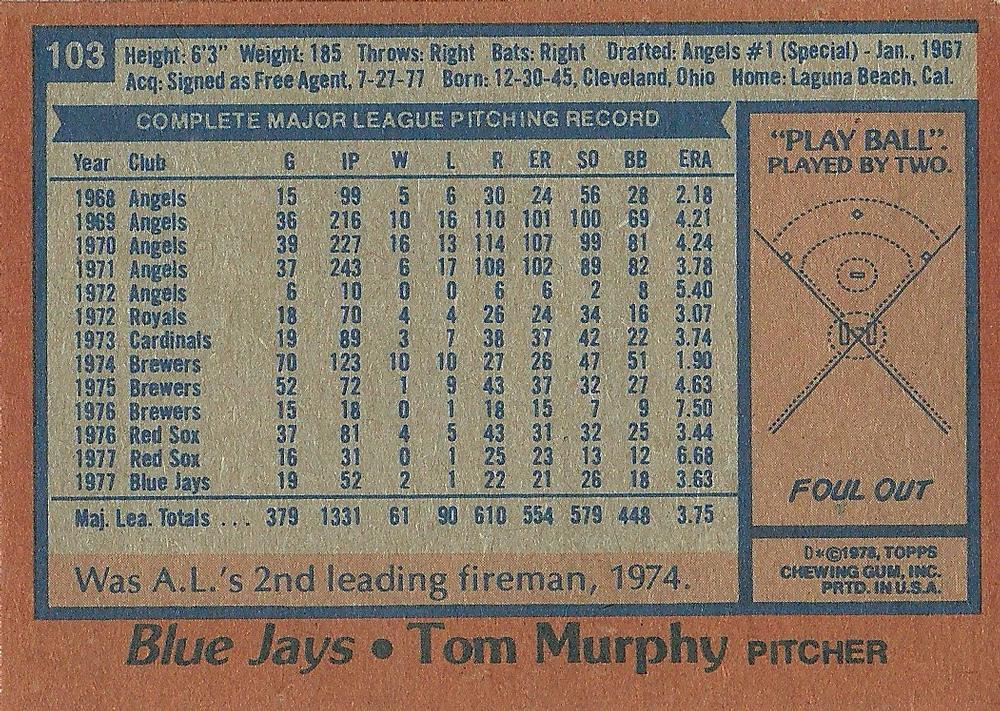 103
Height: 6'3" Weight: 185 Throws: Right Bats: Right Drafted: Angels #1 (Special) - Jan., 1967
Acq: Signed as Free Agent, 7-27-77 Born: 12-30-45, Cleveland, Ohio Home: Laguna Beach, Cal.
COMPLETE MAJOR LEAGUE PITCHING RECORD
Year Club G IP W L R ER SO BB ERA
1968 Angels 15 99 5 6 30 24 56 28 2.18
1969 Angels 36 216 10 16 110 101 100 69 4.21
1970 Angels 39 227 16 13 114 107 99 81 4.24
1971 Angels 37 243 6 17 108 102 89 82 3.78
1972 Angels 6 10 0 0 6 6 2 8 5.40
1972 Royals 18 70 4 4 26 24 34 16 3.07
1973 Cardinals 19 89 3 7 38 37 42 22 3.74
1974 Brewers 70 123 10 10 27 26 47 51 1.90
1975 Brewers 52 72 1 9 43 37 32 27 4.63
1976 Brewers 15 18 0 1 18 15 7 9 7.50
1976 Red Sox 37 81 4 5 43 31 32 25 3.44
1977 Red Sox 16 31 0 1 25 23 13 12 6.68
1977 Blue Jays 19 52 2 1 22 21 26 18 3.63
Maj. Lea. Totals ... 379 1331 61 90 610 554 579 448 3.75
Was A.L.'s 2nd leading fireman, 1974.
"PLAY BALL".
PLAYED BY TWO.
FOUL OUT
D*©1978, TOPPS
CHEWING GUM, INC.
PRTD. IN U.S.A.
Blue Jays • Tom Murphy PITCHER